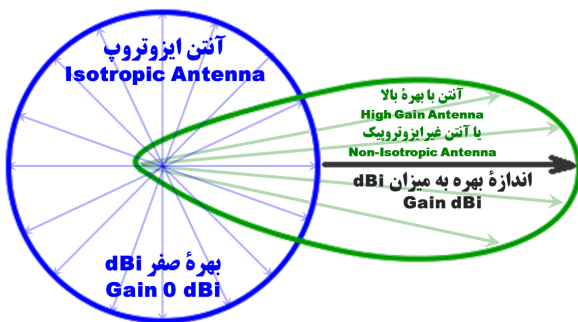 آنتن ایزوتروپ
Isotropic Antenna
آنتن با بهرهٔ بالا
High Gain Antenna
یا آنتن غیرایزوتروپیک
Non-Isotropic Antenna
اندازهٔ بهره به میزان dBi
Gain dBi
بهرهٔ صفر dBi
Gain 0 dBi